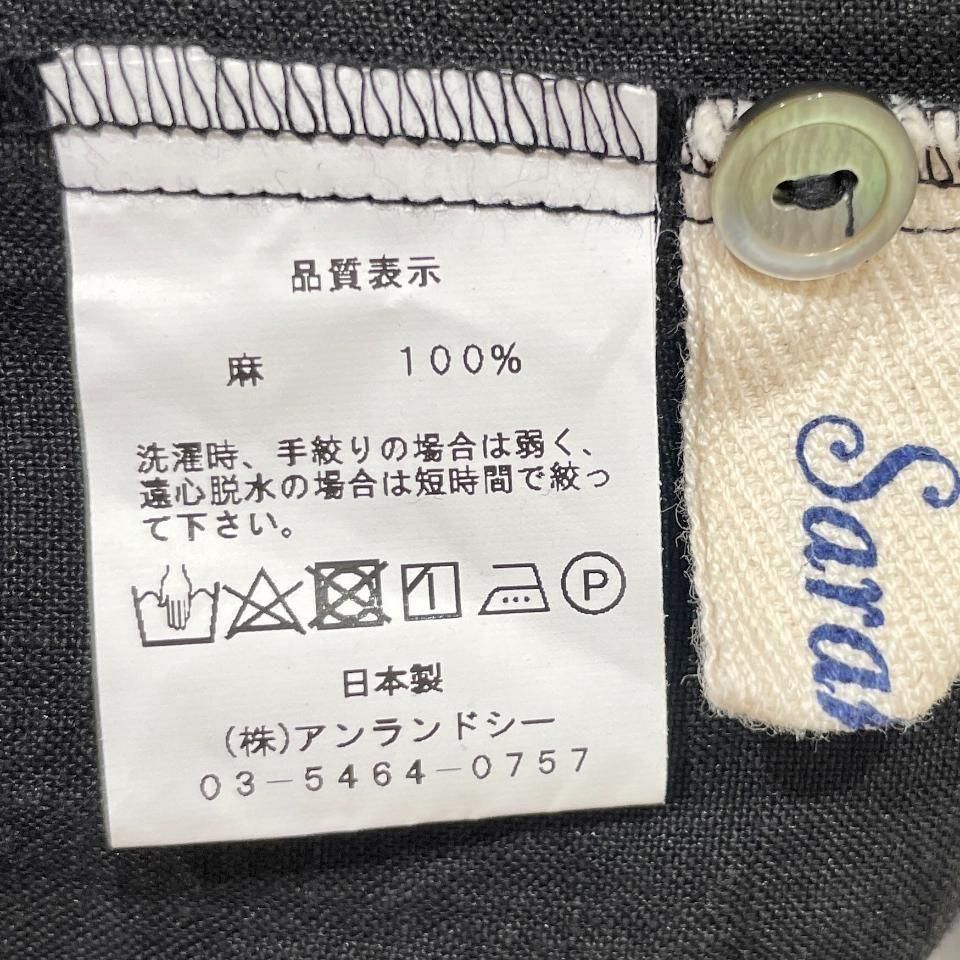 品質表示
麻 100%
洗濯時、手絞りの場合は弱く、
遠心脱水の場合は短時間で絞っ
て下さい。
P
日本製
(株)アンランドシー
03-5464-0757